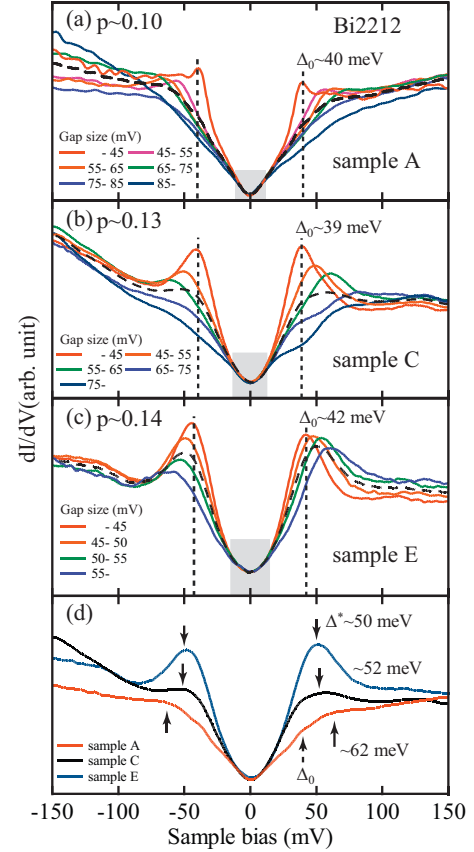 (a) p~0.10
Bi2212
Δ₀~40 meV
Gap size (mV)
- 45
45- 55
55- 65
65- 75
75- 85
85-
sample A
(b) p~0.13
Δ₀~39 meV
Gap size (mV)
- 45
45- 55
55- 65
65- 75
75-
sample C
dI/dV(arb. unit)
(c) p~0.14
Δ₀~42 meV
Gap size (mV)
- 45
45- 50
50- 55
55-
sample E
(d)
Δ*~50 meV
~52 meV
~62 meV
Δ₀
sample A
sample C
sample E
-150 -100 -50 0 50 100 150
Sample bias (mV)